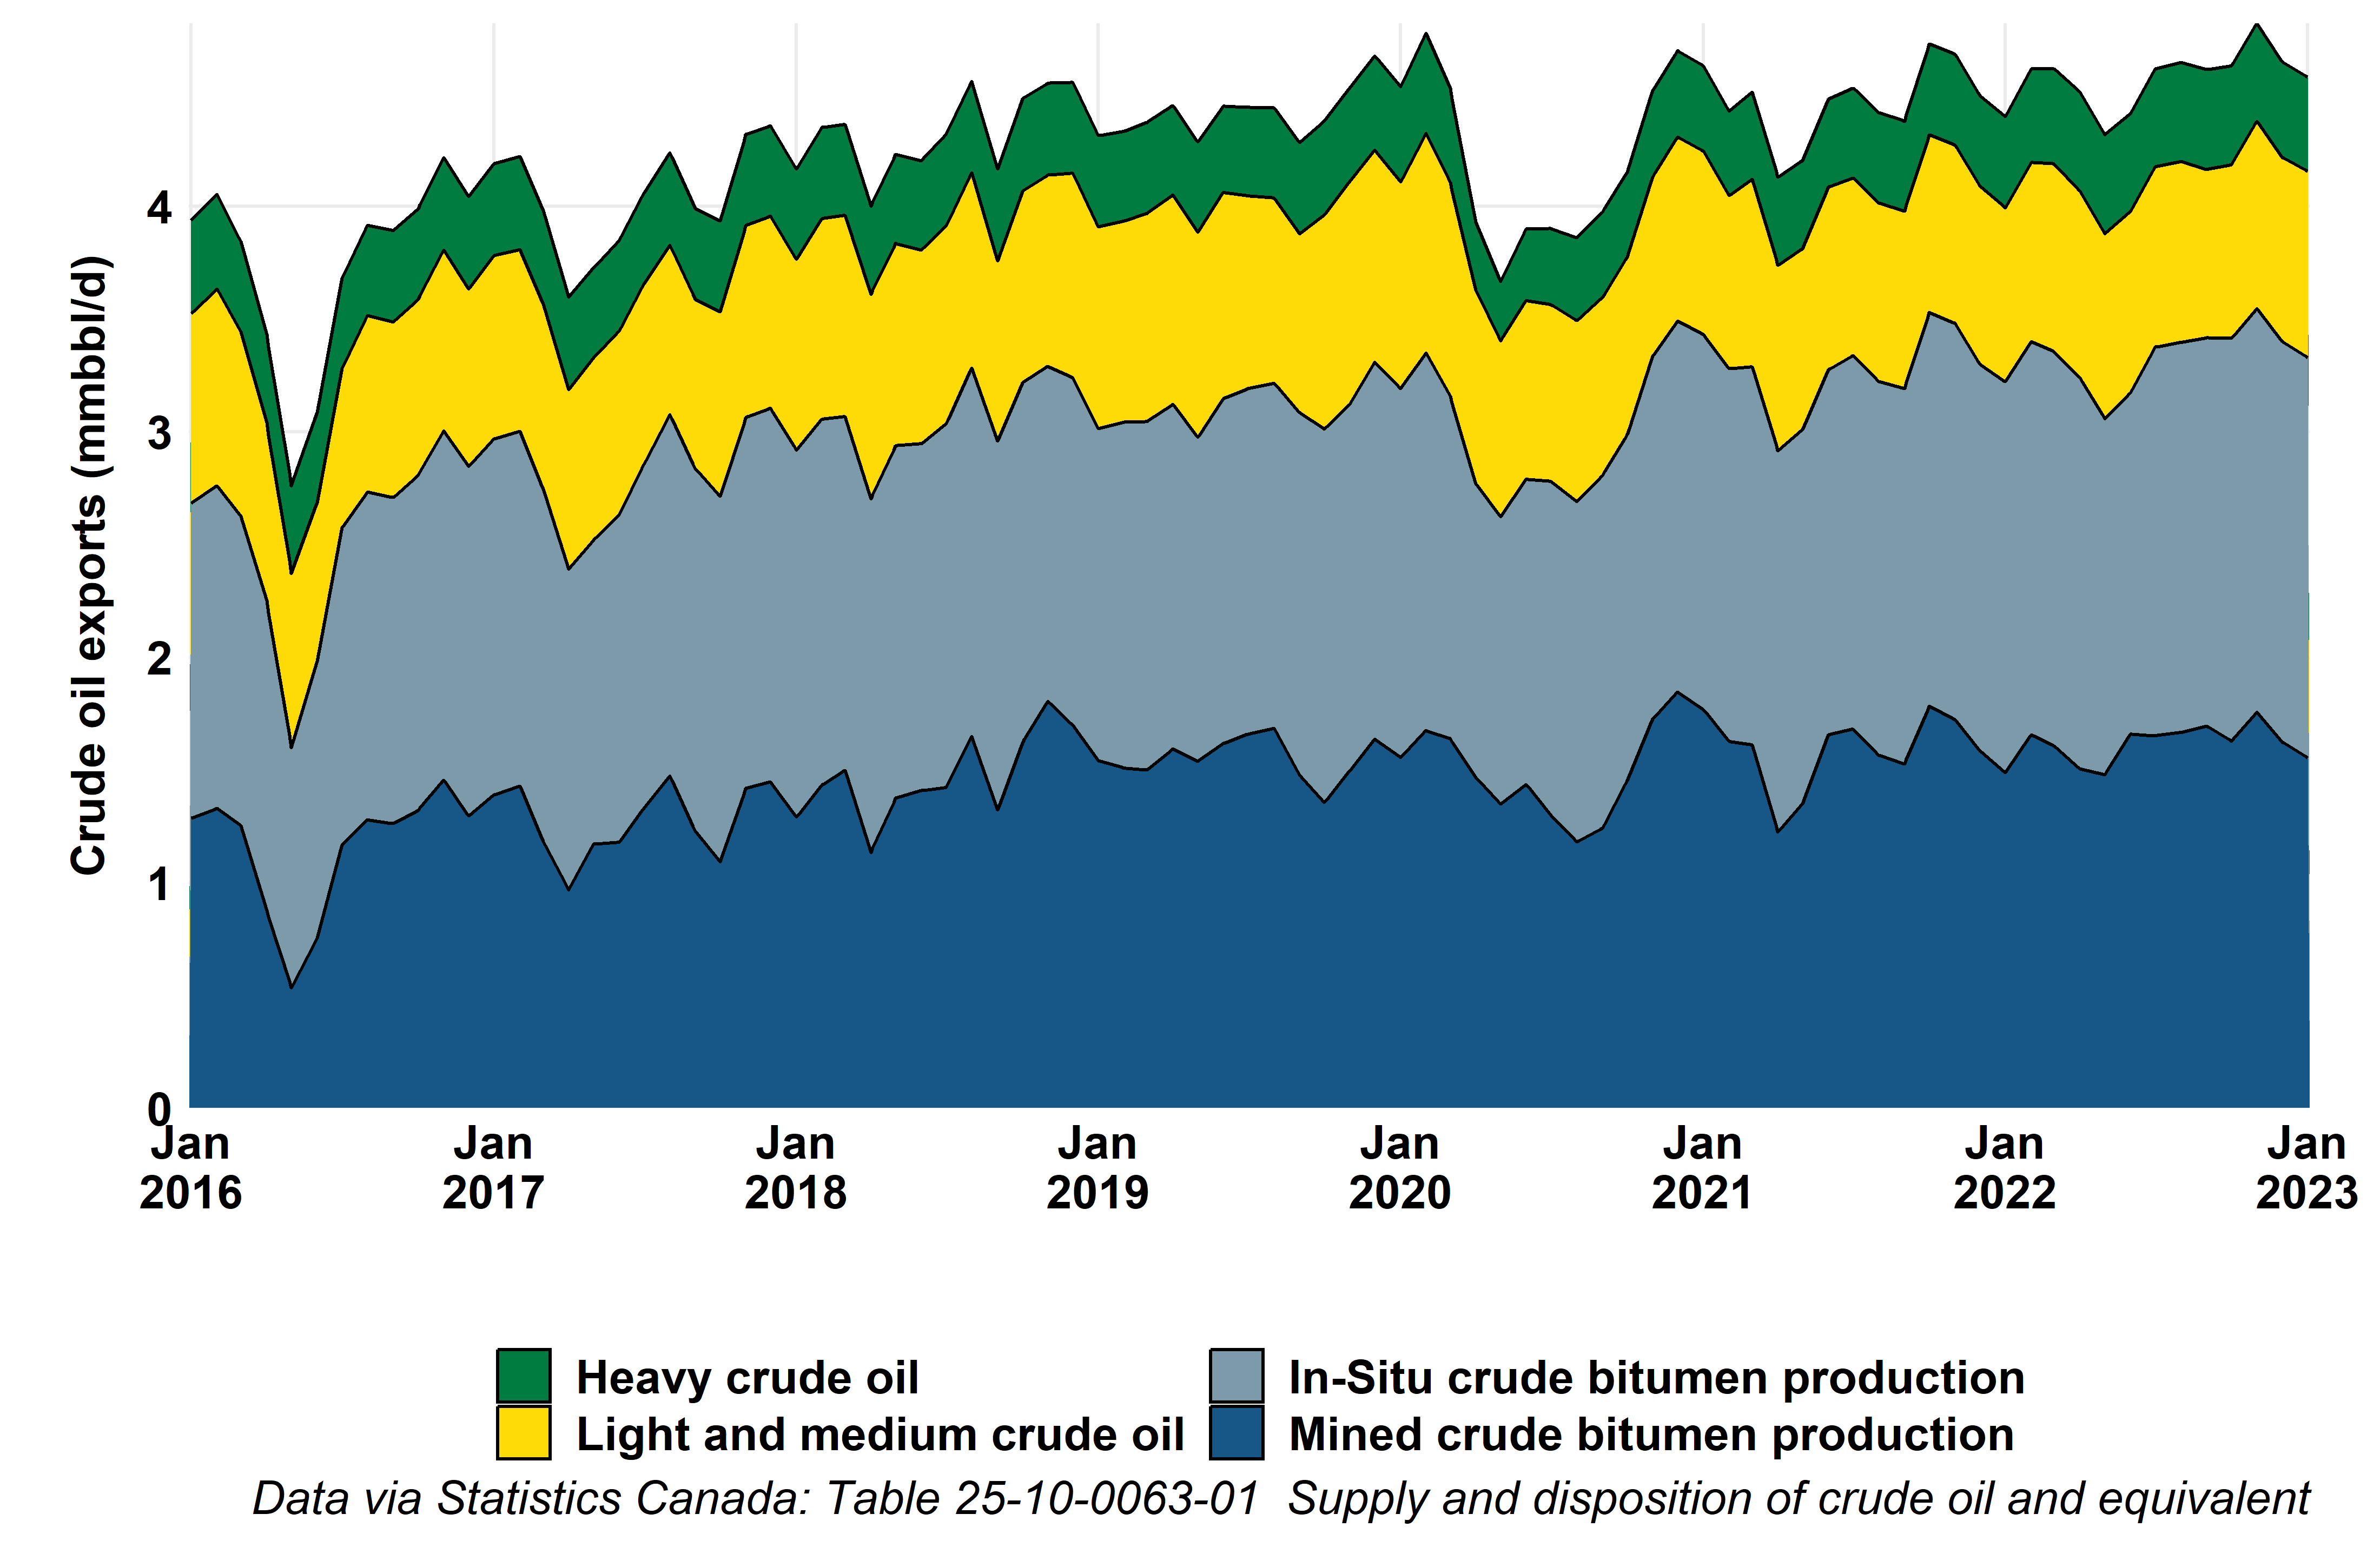 Crude oil exports (mmbbl/d)
4
3
2
1
0
Jan 2016
Jan 2017
Jan 2018
Jan 2019
Jan 2020
Jan 2021
Jan 2022
Jan 2023
Heavy crude oil
Light and medium crude oil
In-Situ crude bitumen production
Mined crude bitumen production
Data via Statistics Canada: Table 25-10-0063-01  Supply and disposition of crude oil and equivalent